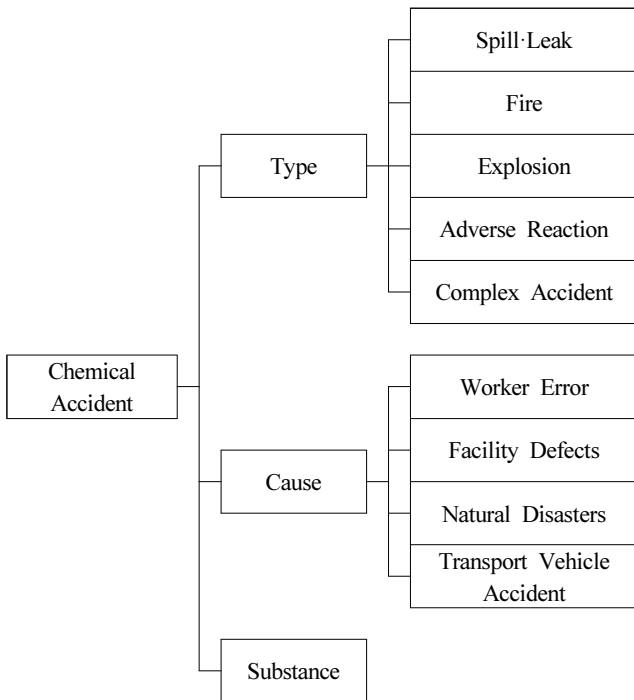 Spill·Leak
Fire
Type
Explosion
Adverse Reaction
Complex Accident
Chemical
Accident
Worker Error
Facility Defects
Cause
Natural Disasters
Transport Vehicle
Accident
Substance